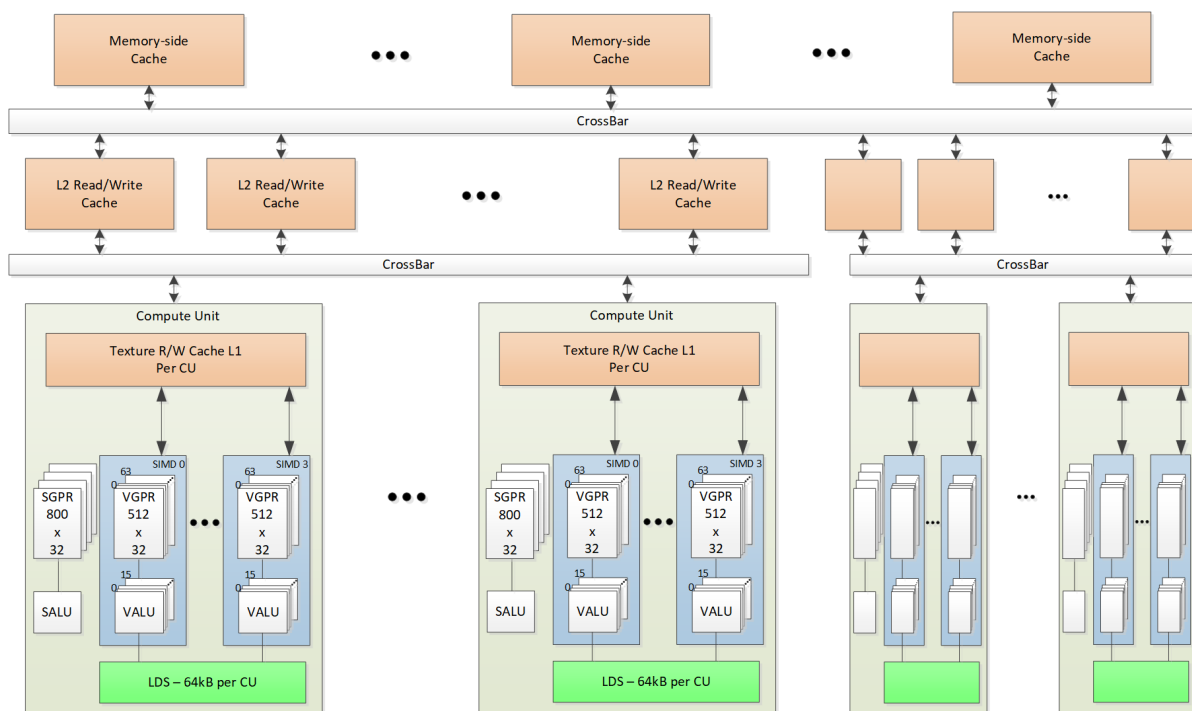 Memory-side
Cache
Memory-side
Cache
Memory-side
Cache
CrossBar
L2 Read/Write
Cache
L2 Read/Write
Cache
L2 Read/Write
Cache
CrossBar
CrossBar
Compute Unit
Texture R/W Cache L1
Per CU
SIMD 0
SIMD 3
63
0
63
0
SGPR
800
x
32
VGPR
512
x
32
VGPR
512
x
32
15
0
15
0
SALU
VALU
VALU
LDS – 64kB per CU
Compute Unit
Texture R/W Cache L1
Per CU
SIMD 0
SIMD 3
63
0
63
0
SGPR
800
x
32
VGPR
512
x
32
VGPR
512
x
32
15
0
15
0
SALU
VALU
VALU
LDS – 64kB per CU